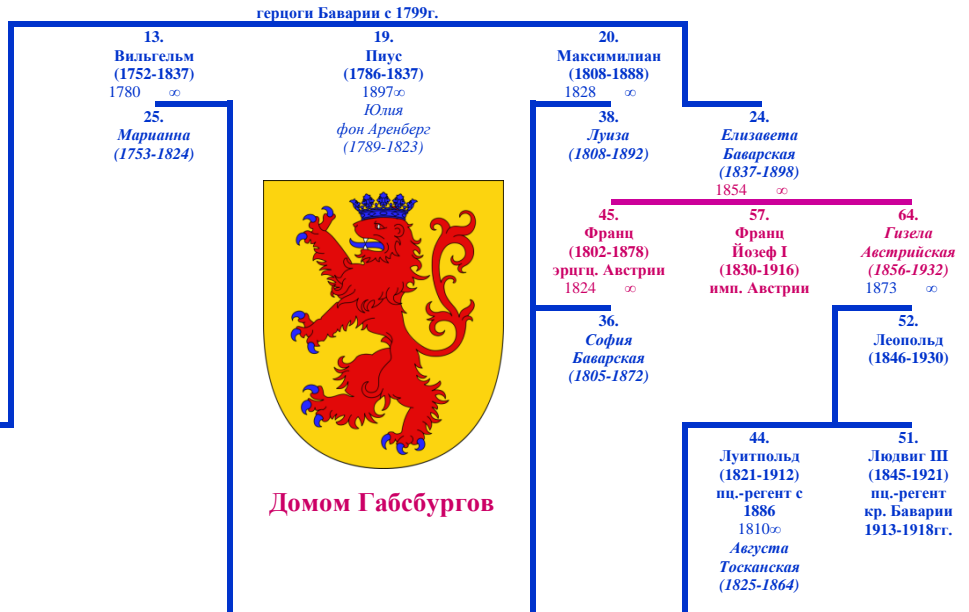 герцоги Баварии с 1799г.
13.
Вильгельм
(1752-1837)
1780 ∞
25.
Марианна
(1753-1824)
19.
Пиус
(1786-1837)
1897∞
Юлия
фон Аренберг
(1789-1823)
20.
Максимилиан
(1808-1888)
1828 ∞
38.
Луиза
(1808-1892)
24.
Елизавета
Баварская
(1837-1898)
1854 ∞
45.
Франц
(1802-1878)
эрцгц. Австрии
1824 ∞
57.
Франц
Йозеф I
(1830-1916)
имп. Австрии
64.
Гизела
Австрийская
(1856-1932)
1873 ∞
36.
София
Баварская
(1805-1872)
52.
Леопольд
(1846-1930)
44.
Луитпольд
(1821-1912)
пц.-регент с
1886
1810∞
Августа
Тосканская
(1825-1864)
51.
Людвиг III
(1845-1921)
пц.-регент
кр. Баварии
1913-1918гг.
Домом Габсбургов